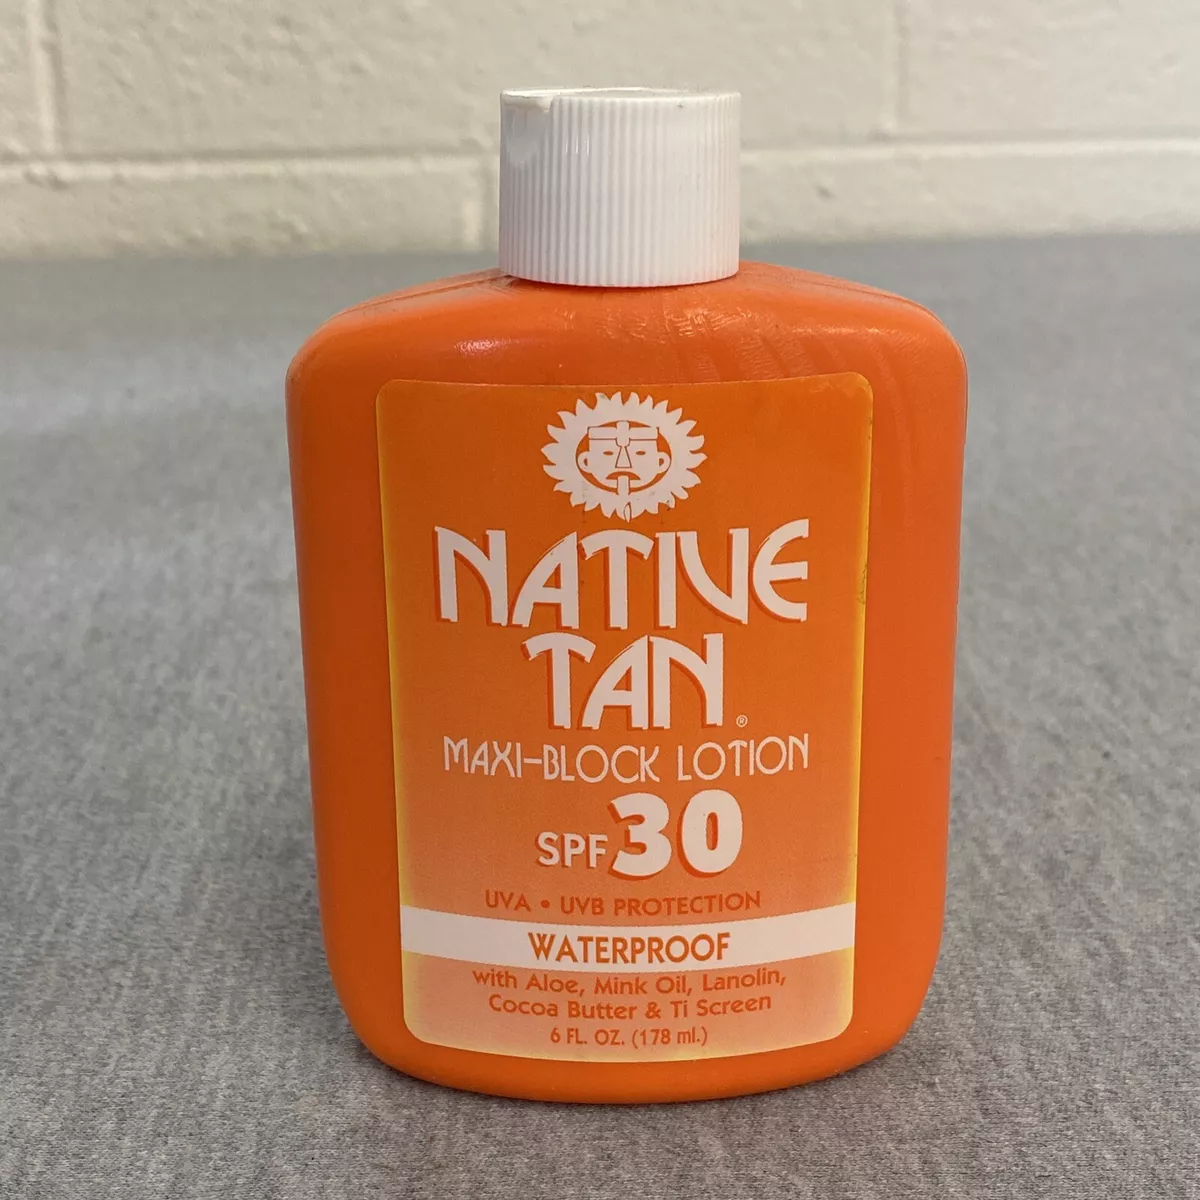 NATIVE
TAN®
MAXI-BLOCK LOTION
SPF 30
UVA • UVB PROTECTION
WATERPROOF
with Aloe, Mink Oil, Lanolin,
Cocoa Butter & Ti Screen
6 FL. OZ. (178 ml.)